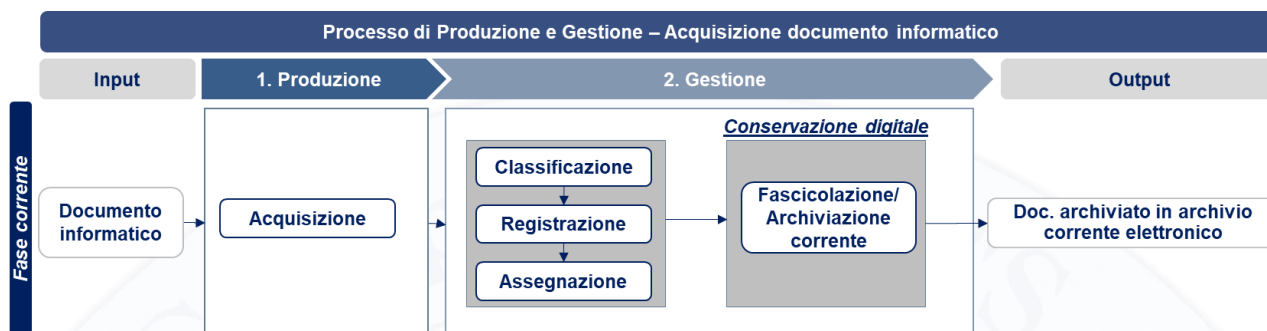 Processo di Produzione e Gestione – Acquisizione documento informatico
Input
1. Produzione
2. Gestione
Output
Fase corrente
Documento
informatico
Acquisizione
Classificazione
Registrazione
Assegnazione
Conservazione digitale
Fascicolazione/
Archiviazione
corrente
Doc. archiviato in archivio
corrente elettronico